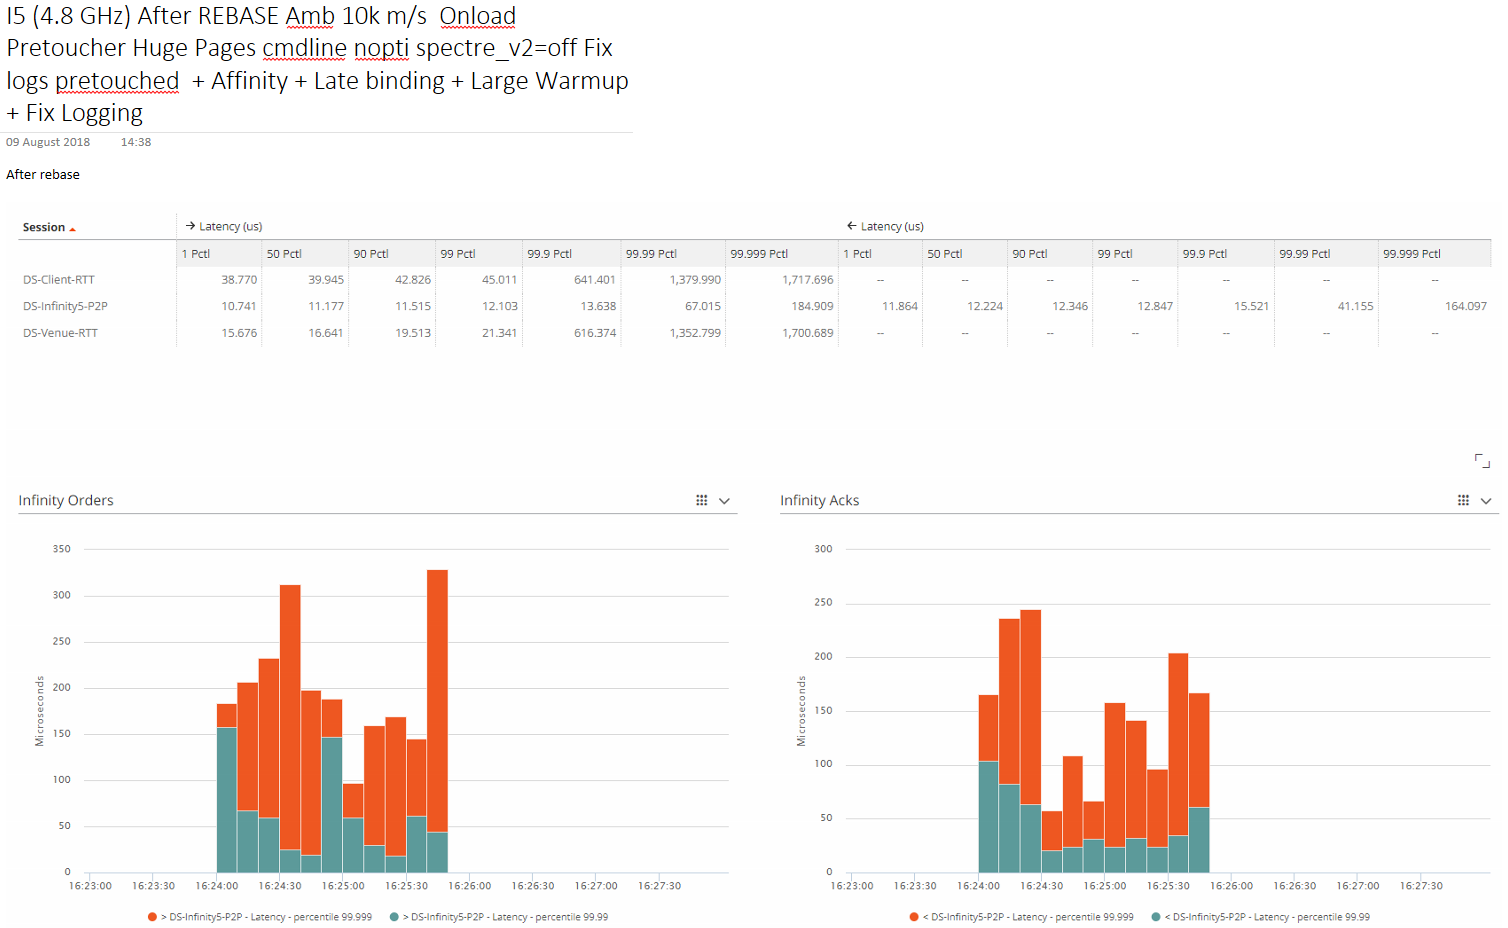 I5 (4.8 GHz) After REBASE Amb 10k m/s  Onload
Pretoucher Huge Pages cmdline nopti spectre_v2=off Fix
logs pretouched  + Affinity + Late binding + Large Warmup
+ Fix Logging
09 August 2018 14:38
After rebase
Session → Latency (us) ← Latency (us)
1 Pctl 50 Pctl 90 Pctl 99 Pctl 99.9 Pctl 99.99 Pctl 99.999 Pctl 1 Pctl 50 Pctl 90 Pctl 99 Pctl 99.9 Pctl 99.99 Pctl 99.999 Pctl
DS-Client-RTT 38.770 39.945 42.826 45.011 641.401 1,379.990 1,717.696 -- -- -- -- -- -- --
DS-Infinity5-P2P 10.741 11.177 11.515 12.103 13.638 67.015 184.909 11.864 12.224 12.346 12.847 15.521 41.155 164.097
DS-Venue-RTT 15.676 16.641 19.513 21.341 616.374 1,352.799 1,700.689 -- -- -- -- -- -- --
Infinity Orders
350
300
250
200
150
100
50
0
Microseconds
16:23:00 16:23:30 16:24:00 16:24:30 16:25:00 16:25:30 16:26:00 16:26:30 16:27:00 16:27:30
> DS-Infinity5-P2P - Latency - percentile 99.999 > DS-Infinity5-P2P - Latency - percentile 99.99
Infinity Acks
300
250
200
150
100
50
0
Microseconds
16:23:00 16:23:30 16:24:00 16:24:30 16:25:00 16:25:30 16:26:00 16:26:30 16:27:00 16:27:30
< DS-Infinity5-P2P - Latency - percentile 99.999 < DS-Infinity5-P2P - Latency - percentile 99.99